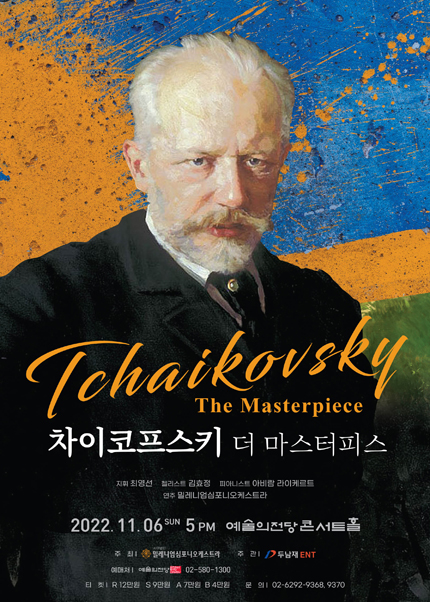 Tchaikovsky
The Masterpiece
차이코프스키 더 마스터피스
지휘 최영선 첼리스트 김효정 피아니스트 아비람 라이케르트
연주 밀레니엄심포니오케스트라
2022. 11. 06 SUN 5 PM 예술의전당 콘서트홀
주 최 | 밀레니엄심포니오케스트라 주 관 | 두남재 ENT
예매처 | 예술의전당 02-580-1300
티 켓 | R 12만원 S 9만원 A 7만원 B 4만원 문 의 | 02-6292-9368, 9370